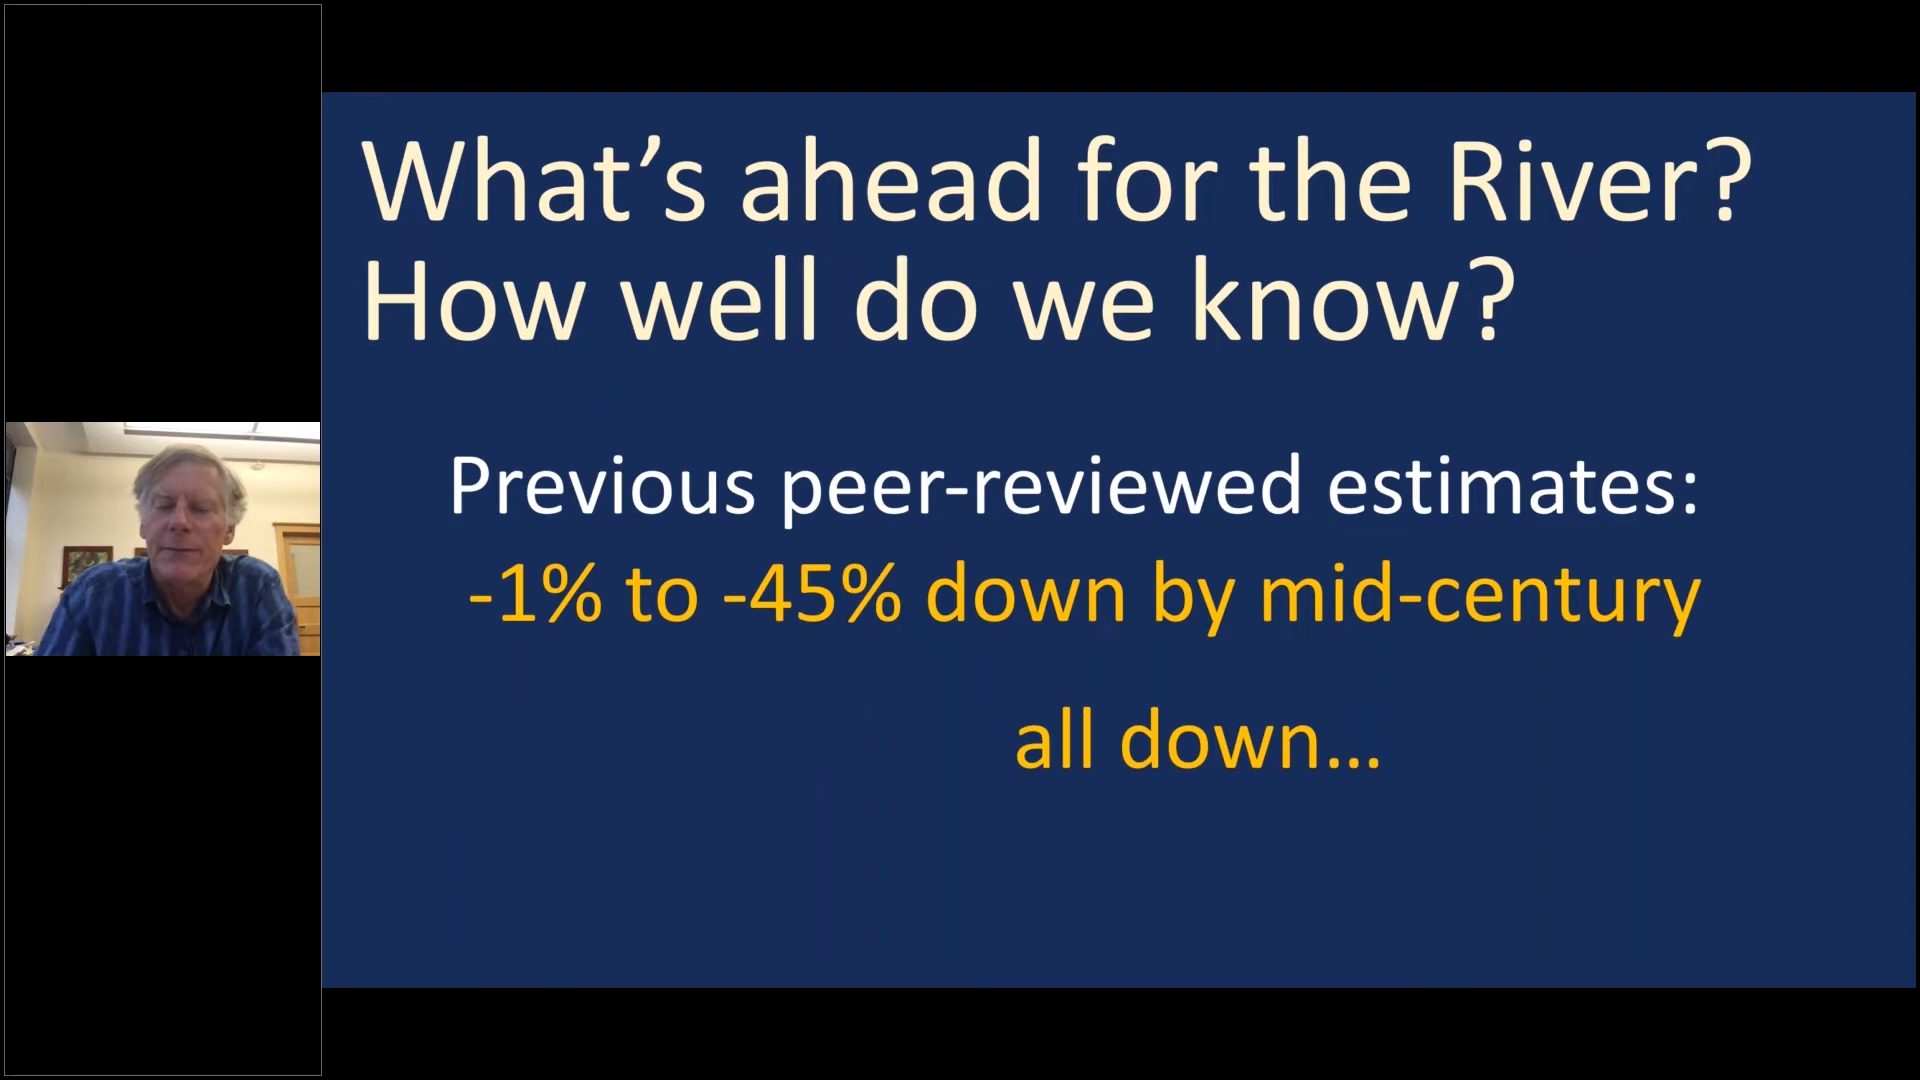 What’s ahead for the River?
How well do we know?
Previous peer-reviewed estimates:
-1% to -45% down by mid-century
all down…